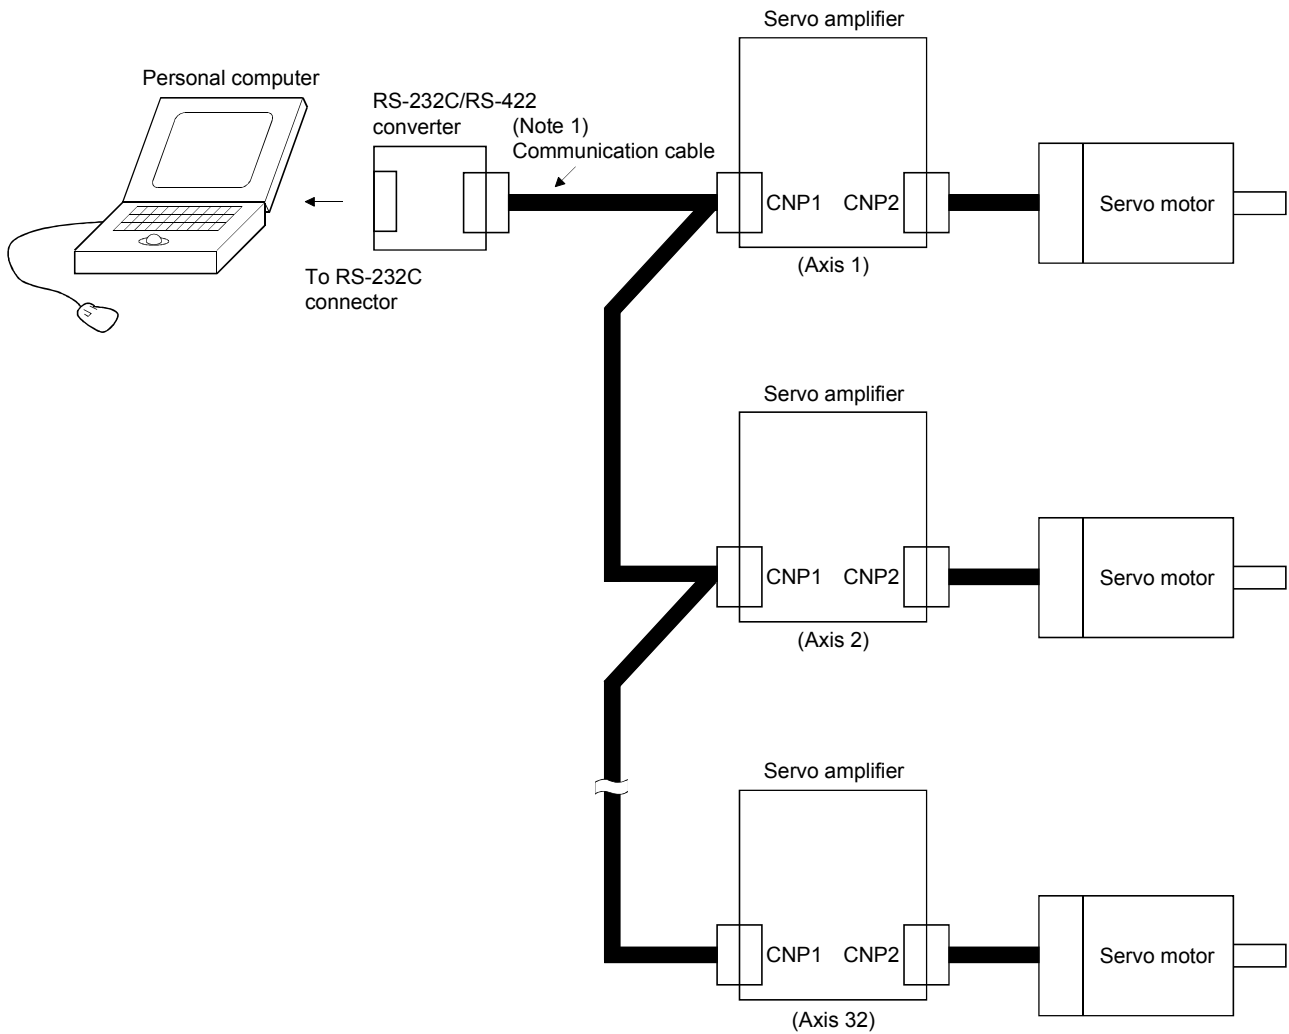 Servo amplifier
Personal computer
RS-232C/RS-422
converter
(Note 1)
Communication cable
CNP1 CNP2
Servo motor
(Axis 1)
To RS-232C
connector
Servo amplifier
CNP1 CNP2
Servo motor
(Axis 2)
Servo amplifier
CNP1 CNP2
Servo motor
(Axis 32)